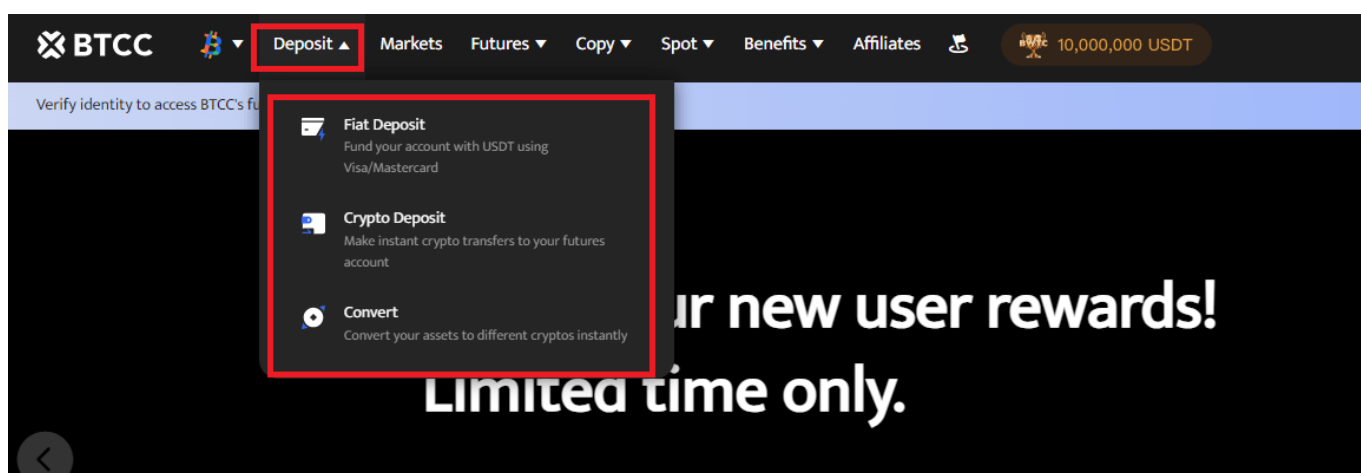 BTCC Deposit Markets Futures Copy Spot Benefits Affiliates 10,000,000 USDT
Verify identity to access BTCC's fu
Fiat Deposit
Fund your account with USDT using
Visa/Mastercard
Crypto Deposit
Make instant crypto transfers to your futures
account
Convert
Convert your assets to different cryptos instantly
ur new user rewards!
Limited time only.